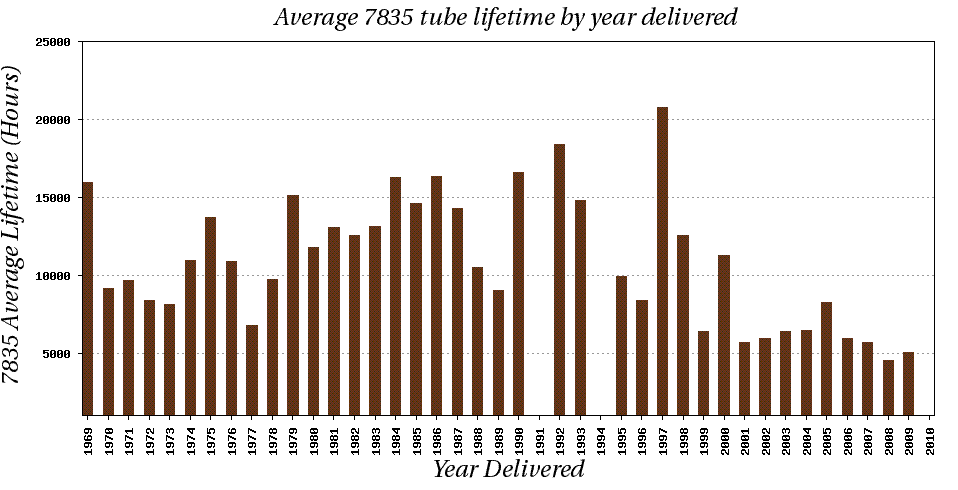 Average 7835 tube lifetime by year delivered
7835 Average Lifetime (Hours)
25000
20000
15000
10000
5000
1969 1970 1971 1972 1973 1974 1975 1976 1977 1978 1979 1980 1981 1982 1983 1984 1985 1986 1987 1988 1989 1990 1991 1992 1993 1994 1995 1996 1997 1998 1999 2000 2001 2002 2003 2004 2005 2006 2007 2008 2009 2010
Year Delivered